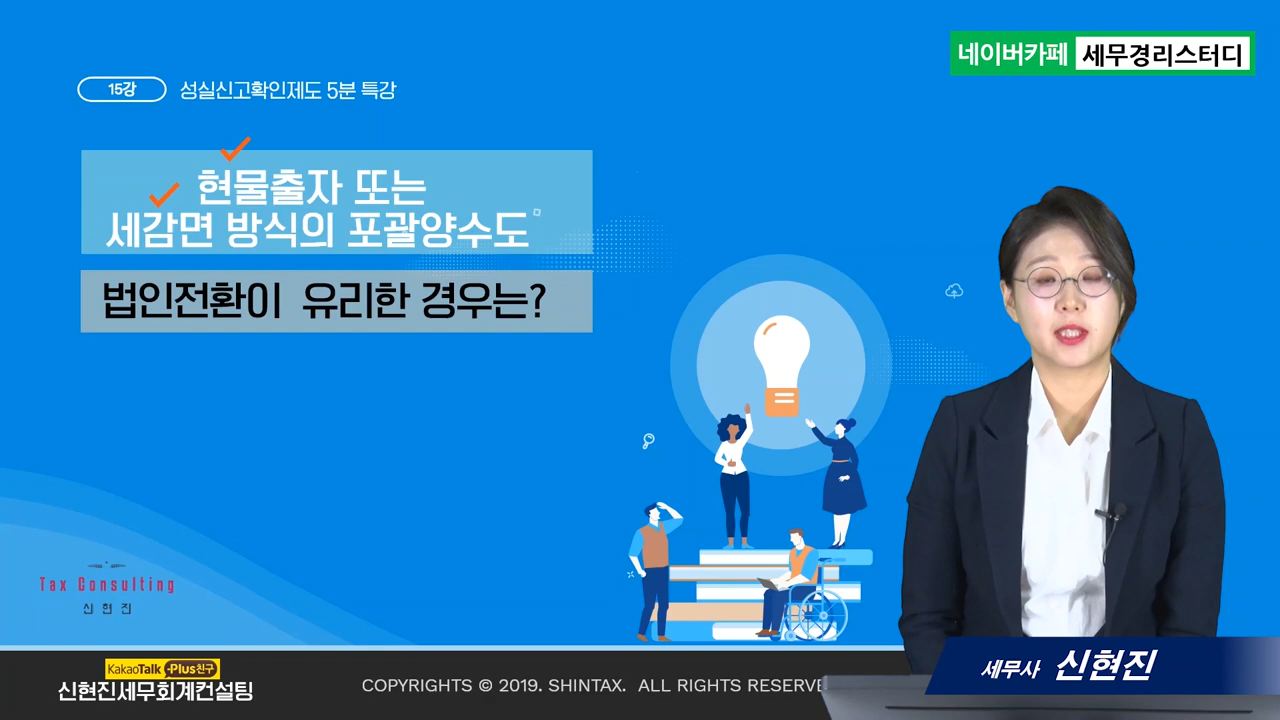 네이버카페 세무경리스터디
15강 성실신고확인제도 5분 특강
현물출자 또는
세감면 방식의 포괄양수도
법인전환이 유리한 경우는?
Tax Consulting
신 현 진
KakaoTalk Plus친구
신현진세무회계컨설팅
COPYRIGHTS © 2019. SHINTAX. ALL RIGHTS RESERVE
세무사 신현진